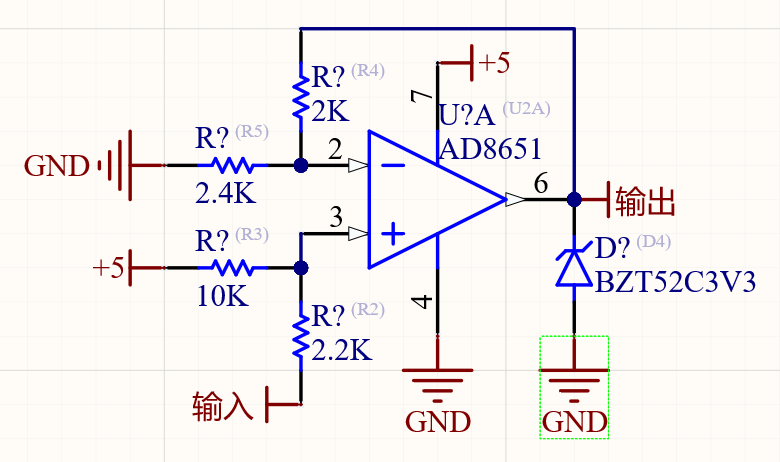 R? (R4)
2K
+5
7
U?A (U2A)
AD8651
R? (R5)
GND
2.4K
2
6
输出
3
R? (R3)
+5
10K
D? (D4)
BZT52C3V3
R? (R2)
2.2K
4
输入
GND
GND